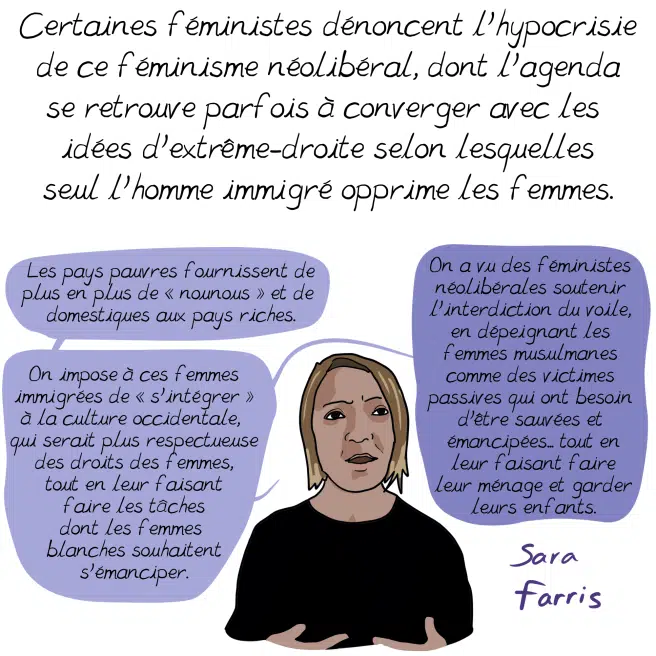 Certaines féministes dénoncent l'hypocrisie
de ce féminisme néolibéral, dont l'agenda
se retrouve parfois à converger avec les
idées d'extrême-droite selon lesquelles
seul l'homme immigré opprime les femmes.
Les pays pauvres fournissent de
plus en plus de « nounous » et de
domestiques aux pays riches.
On impose à ces femmes
immigrées de « s'intégrer »
à la culture occidentale,
qui serait plus respectueuse
des droits des femmes,
tout en leur faisant
faire les tâches
dont les femmes
blanches souhaitent
s'émanciper.
On a vu des féministes
néolibérales soutenir
l'interdiction du voile,
en dépeignant les
femmes musulmanes
comme des victimes
passives qui ont besoin
d'être sauvées et
émancipées... tout en
leur faisant faire
leur ménage et garder
leurs enfants.
Sara
Farris